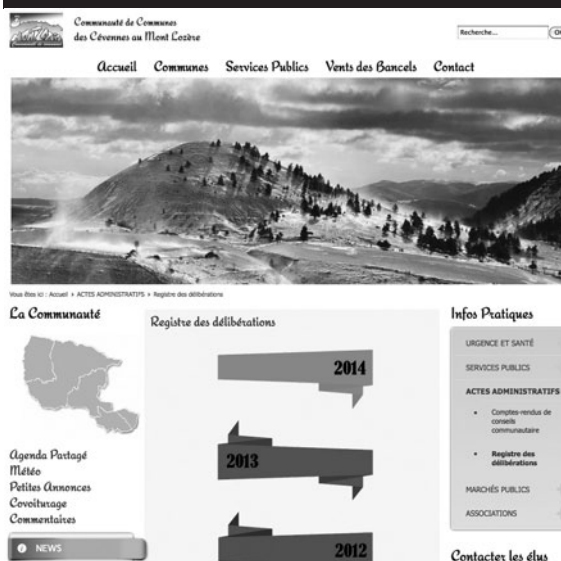 Communauté de Communes
des Cévennes au Mont Lozère
Recherche...
Accueil Communes Services Publics Vents des Bancels Contact
Vous êtes ici : Accueil ▸ ACTES ADMINISTRATIFS ▸ Registre des délibérations
La Communauté
Agenda Partagé
Météo
Petites Annonces
Covoiturage
Commentaires
NEWS
Registre des délibérations
2014
2013
2012
Infos Pratiques
URGENCE ET SANTÉ
SERVICES PUBLICS
ACTES ADMINISTRATIFS
• Comptes-rendus de
conseils
communautaire
• Registre des
délibérations
MARCHÉS PUBLICS
ASSOCIATIONS
Contacter les élus